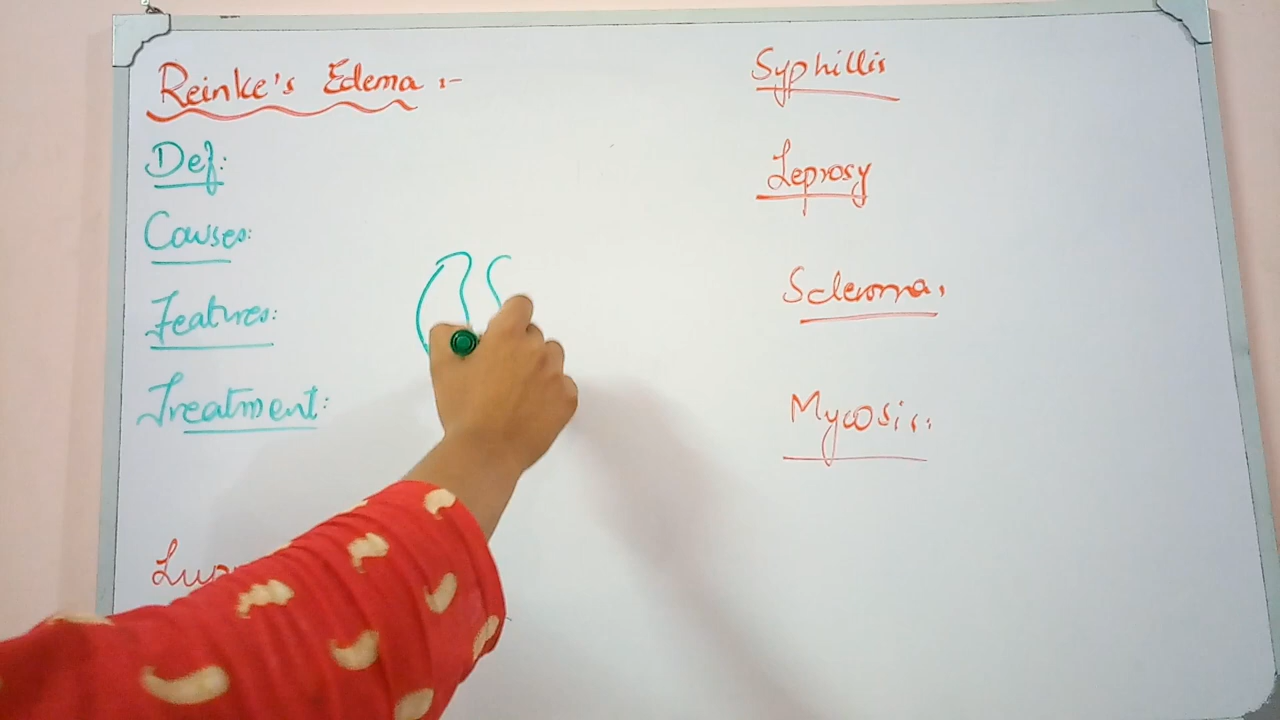 Reinke's Edema :-
Def:
Causes:
Features:
Treatment:
Syphillis
Leprosy
Scleroma.
Mycosis.